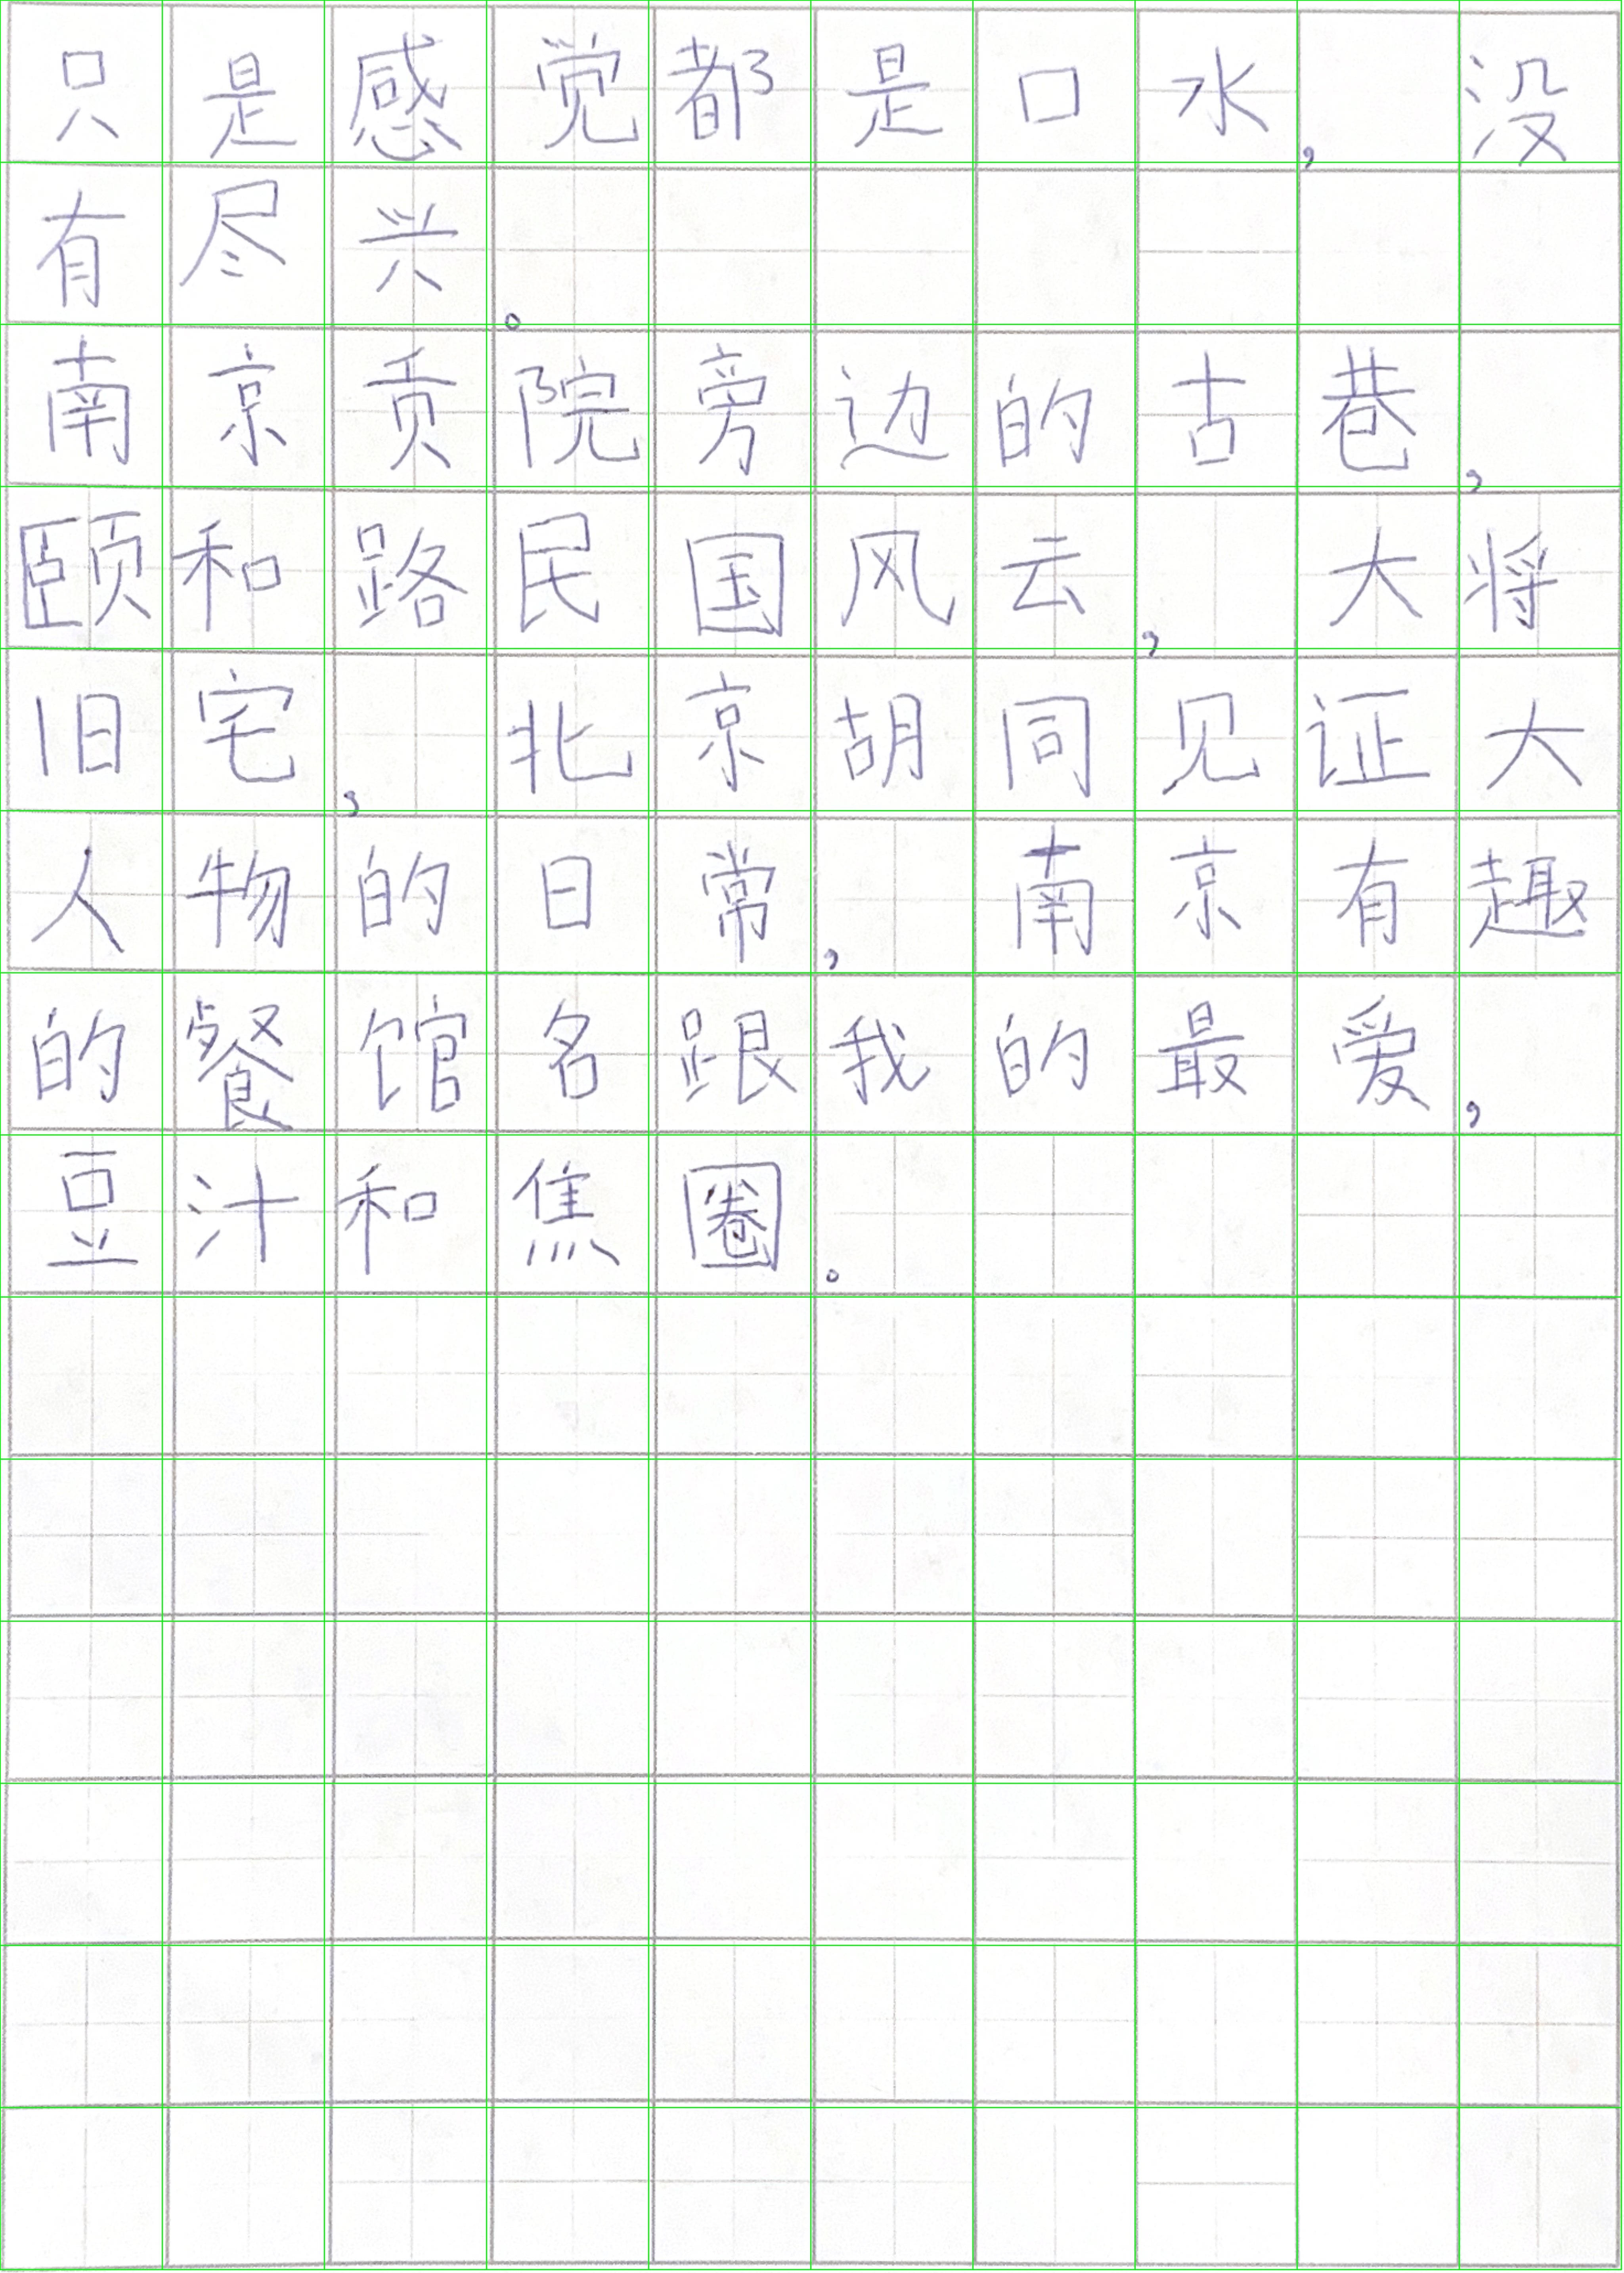 只是感觉都是口水，没
有尽兴。
南京贡院旁边的古巷，
颐和路民国风云，大将
旧宅，北京胡同见证大
人物的日常，南京有趣
的餐馆名跟我的最爱，
豆汁和焦圈。